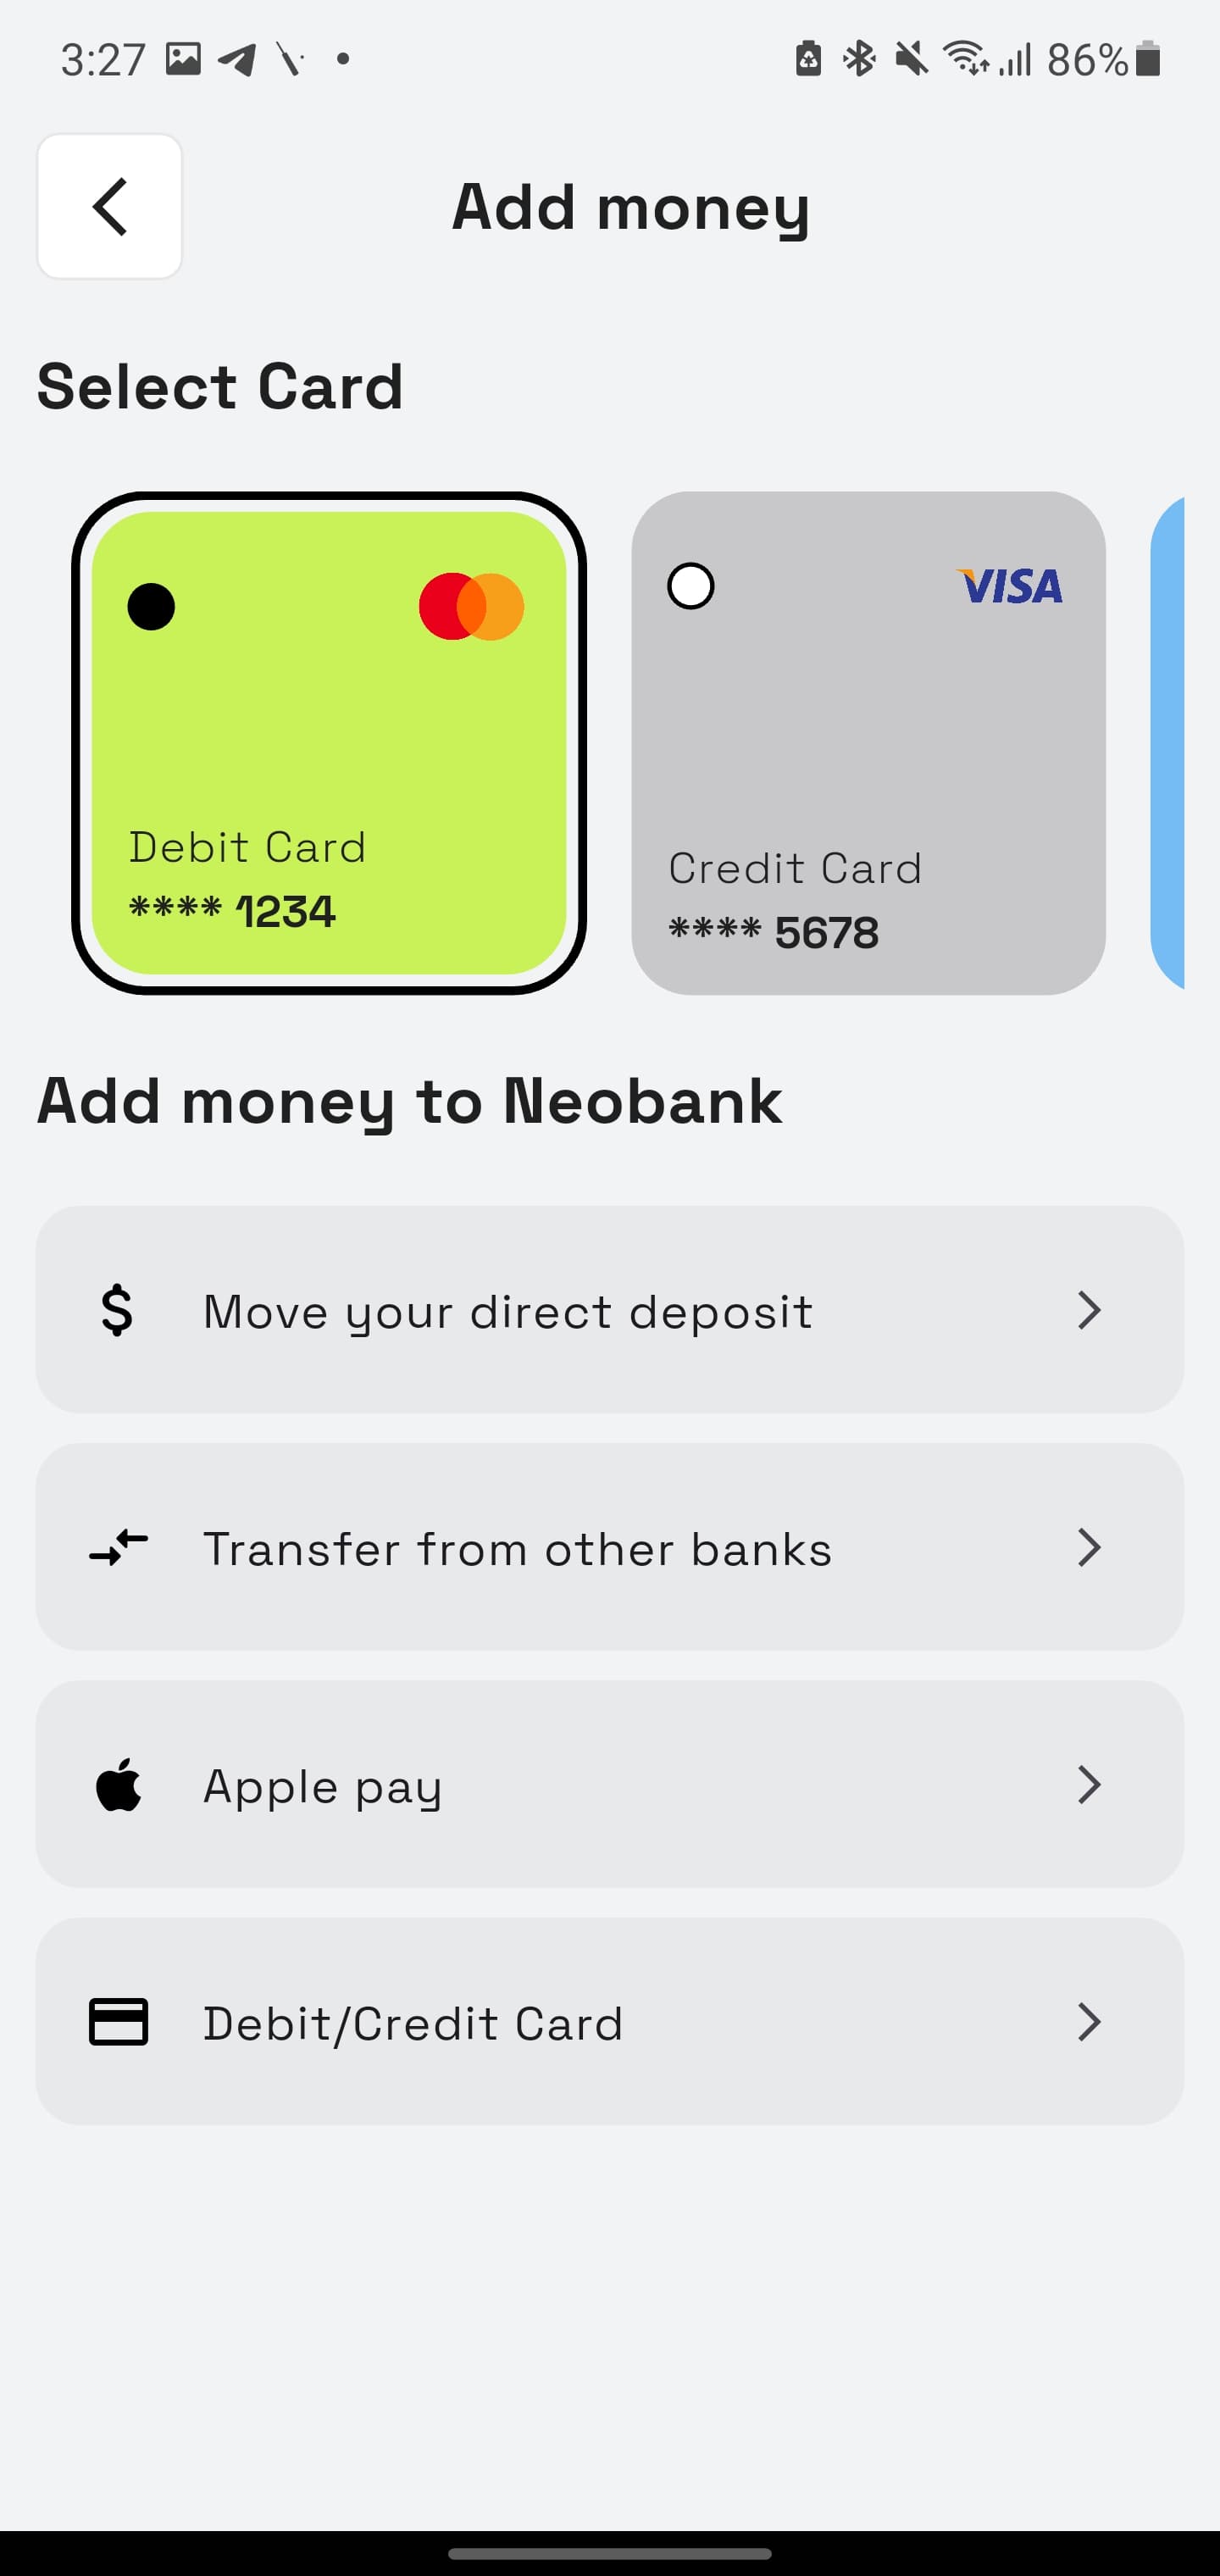 3:27 86%
Add money
Select Card
VISA
Debit Card
**** 1234
Credit Card
**** 5678
Add money to Neobank
$ Move your direct deposit
Transfer from other banks
Apple pay
Debit/Credit Card